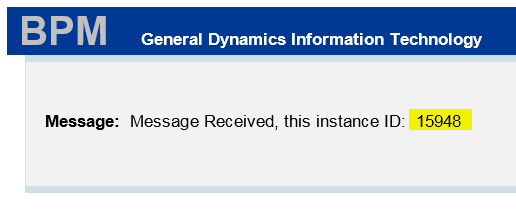 BPM General Dynamics Information Technology
Message: Message Received, this instance ID: 15948